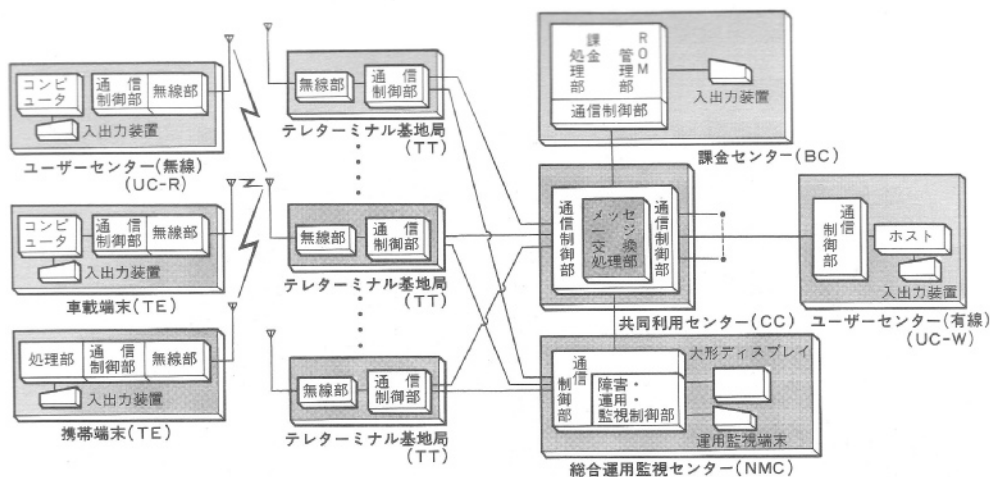 コンピュータ
通信制御部
無線部
入出力装置
ユーザーセンター(無線)
(UC-R)
コンピュータ
通信制御部
無線部
入出力装置
車載端末(TE)
処理部
通信制御部
無線部
入出力装置
携帯端末(TE)
無線部
通信制御部
テレターミナル基地局
(TT)
無線部
通信制御部
テレターミナル基地局
(TT)
無線部
通信制御部
テレターミナル基地局
(TT)
課金処理部
ROM管理部
通信制御部
入出力装置
課金センター(BC)
通信制御部
メッセージ交換処理部
通信制御部
共同利用センター(CC)
通信制御部
ホスト
入出力装置
ユーザーセンター(有線)
(UC-W)
通信制御部
障害・運用・監視制御部
大形ディスプレイ
運用監視端末
総合運用監視センター(NMC)